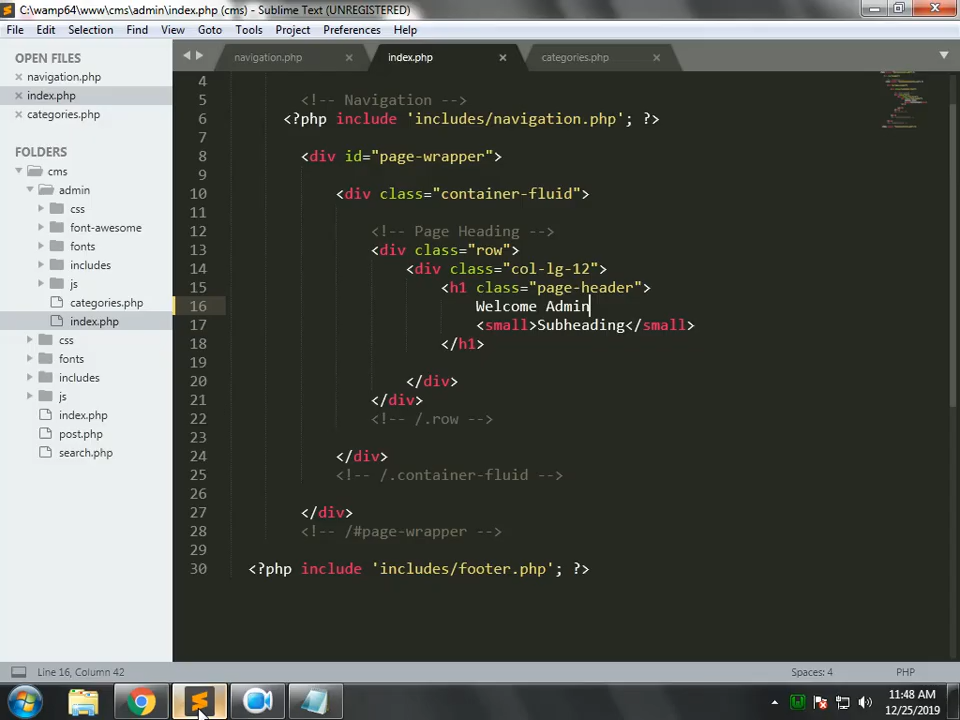 C:\wamp64\www\cms\admin\index.php (cms) - Sublime Text (UNREGISTERED)
File Edit Selection Find View Goto Tools Project Preferences Help
OPEN FILES
navigation.php
index.php
categories.php
FOLDERS
cms
admin
css
font-awesome
fonts
includes
js
categories.php
index.php
css
fonts
includes
js
index.php
post.php
search.php
navigation.php index.php categories.php
4
5 <!-- Navigation -->
6 <?php include 'includes/navigation.php'; ?>
7
8 <div id="page-wrapper">
9
10 <div class="container-fluid">
11
12 <!-- Page Heading -->
13 <div class="row">
14 <div class="col-lg-12">
15 <h1 class="page-header">
16 Welcome Admin
17 <small>Subheading</small>
18 </h1>
19
20 </div>
21 </div>
22 <!-- /.row -->
23
24 </div>
25 <!-- /.container-fluid -->
26
27 </div>
28 <!-- /#page-wrapper -->
29
30 <?php include 'includes/footer.php'; ?>
Line 16, Column 42 Spaces: 4 PHP
11:48 AM
12/25/2019